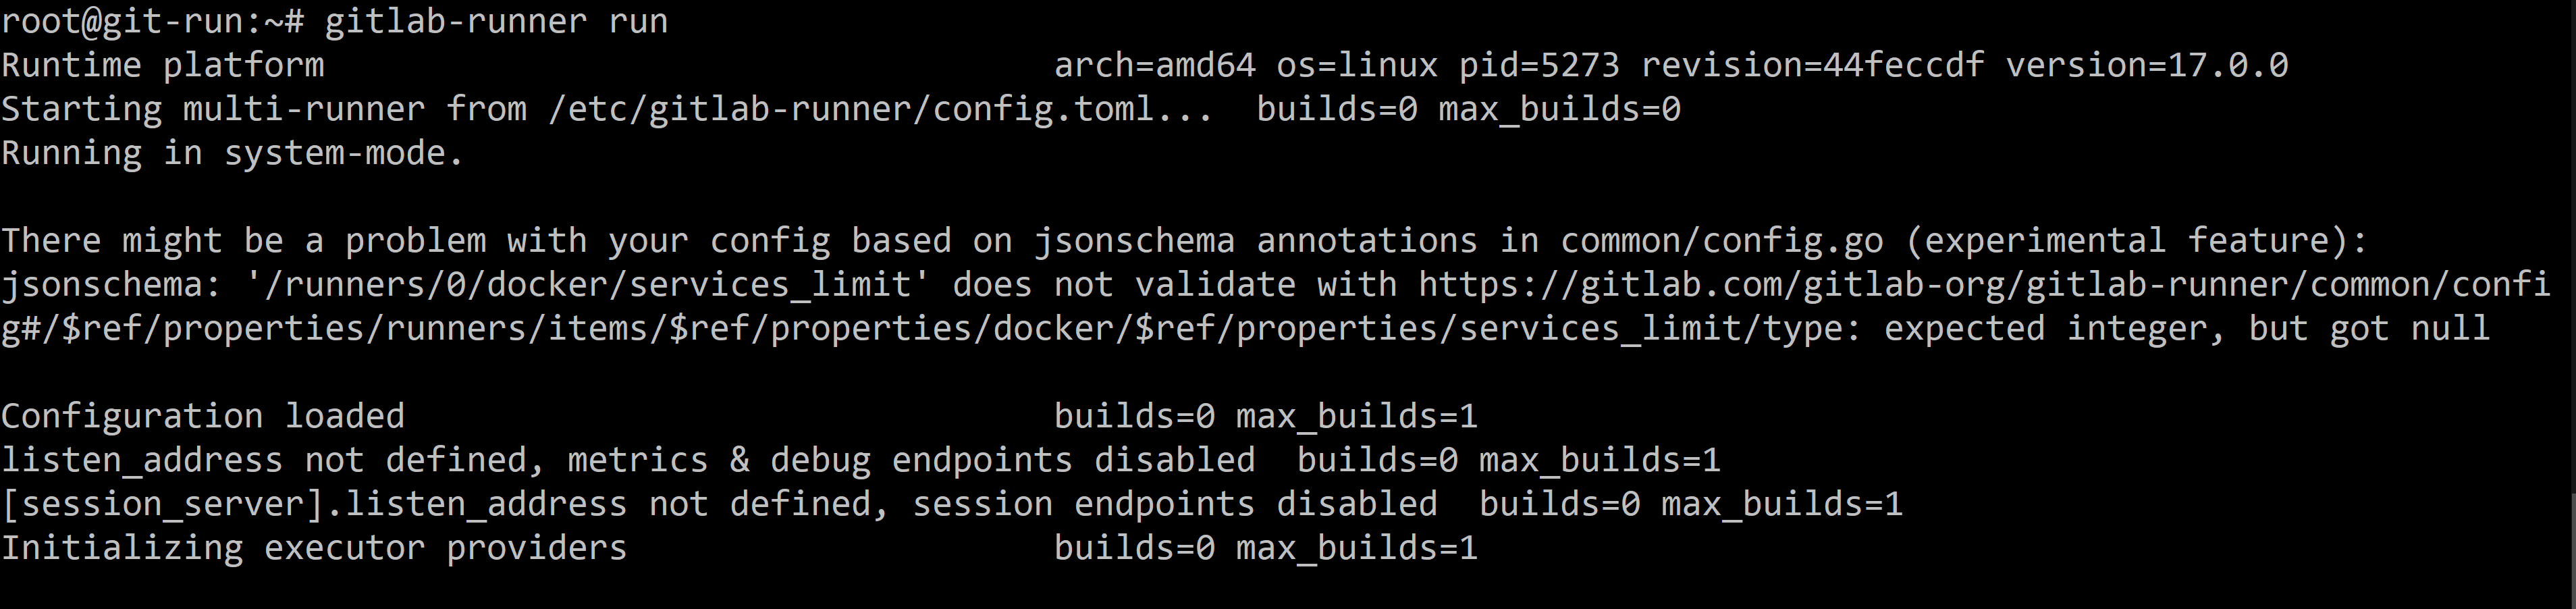 root@git-run:~# gitlab-runner run
Runtime platform                                    arch=amd64 os=linux pid=5273 revision=44feccdf version=17.0.0
Starting multi-runner from /etc/gitlab-runner/config.toml...  builds=0 max_builds=0
Running in system-mode.

There might be a problem with your config based on jsonschema annotations in common/config.go (experimental feature):
jsonschema: '/runners/0/docker/services_limit' does not validate with https://gitlab.com/gitlab-org/gitlab-runner/common/confi
g#/$ref/properties/runners/items/$ref/properties/docker/$ref/properties/services_limit/type: expected integer, but got null

Configuration loaded                                builds=0 max_builds=1
listen_address not defined, metrics & debug endpoints disabled  builds=0 max_builds=1
[session_server].listen_address not defined, session endpoints disabled  builds=0 max_builds=1
Initializing executor providers                     builds=0 max_builds=1